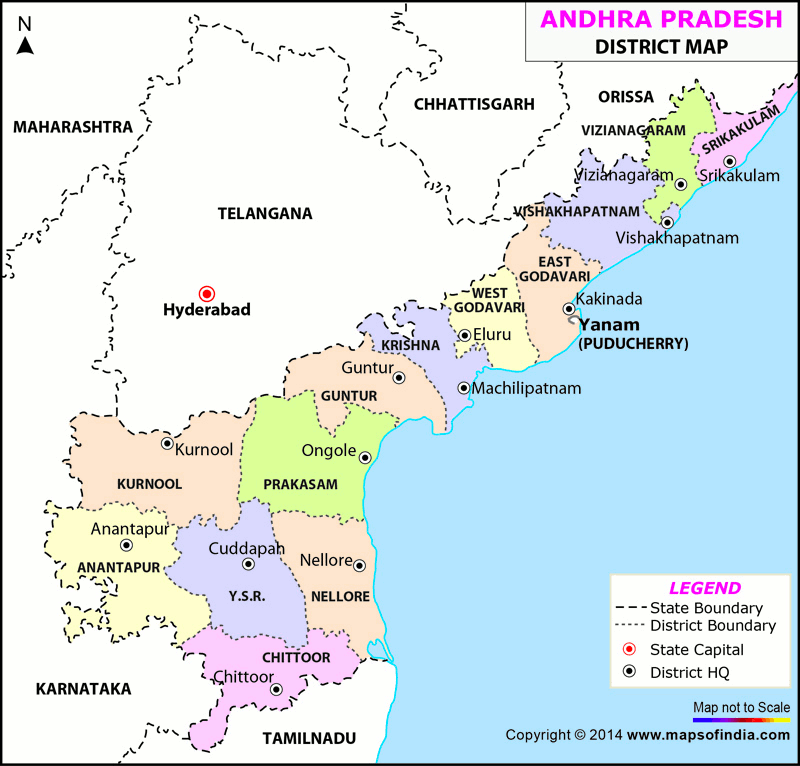 ANDHRA PRADESH
DISTRICT MAP
N
CHHATTISGARH
ORISSA
MAHARASHTRA
VIZIANAGARAM
SRIKAKULAM
Vizianagaram
Srikakulam
TELANGANA
VISHAKHAPATNAM
Vishakhapatnam
EAST
GODAVARI
Hyderabad
WEST
GODAVARI
Kakinada
Yanam
(PUDUCHERRY)
Eluru
KRISHNA
Guntur
GUNTUR
Machilipatnam
Kurnool
Ongole
KURNOOL
PRAKASAM
Anantapur
ANANTAPUR
Cuddapah
Y.S.R.
Nellore
NELLORE
CHITTOOR
Chittoor
KARNATAKA
TAMILNADU
LEGEND
State Boundary
District Boundary
State Capital
District HQ
Map not to Scale
Copyright © 2014 www.mapsofindia.com